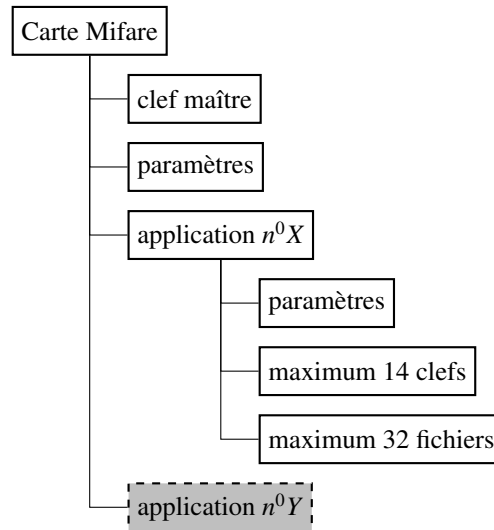 Carte Mifare
clef maître
paramètres
application n⁰X
paramètres
maximum 14 clefs
maximum 32 fichiers
application n⁰Y